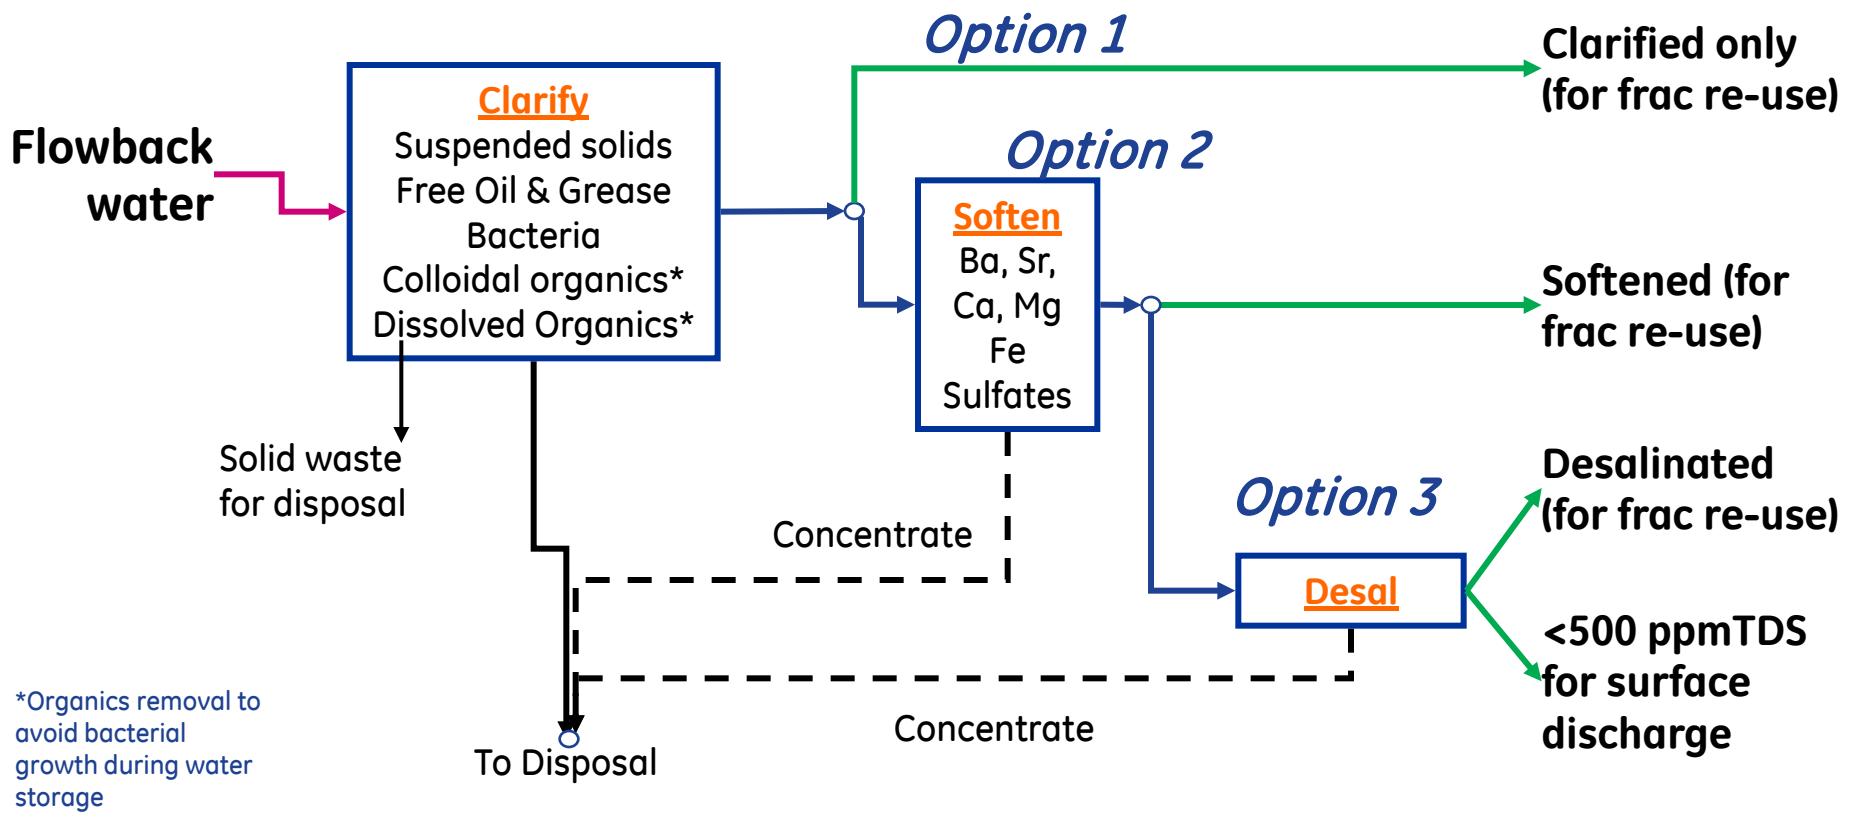 Option 1
Clarified only
(for frac re-use)
Flowback
water
Clarify
Suspended solids
Free Oil & Grease
Bacteria
Colloidal organics*
Dissolved Organics*
Option 2
Soften
Ba, Sr,
Ca, Mg
Fe
Sulfates
Softened (for
frac re-use)
Solid waste
for disposal
Concentrate
Option 3
Desal
Desalinated
(for frac re-use)
<500 ppmTDS
for surface
discharge
Concentrate
To Disposal
*Organics removal to
avoid bacterial
growth during water
storage